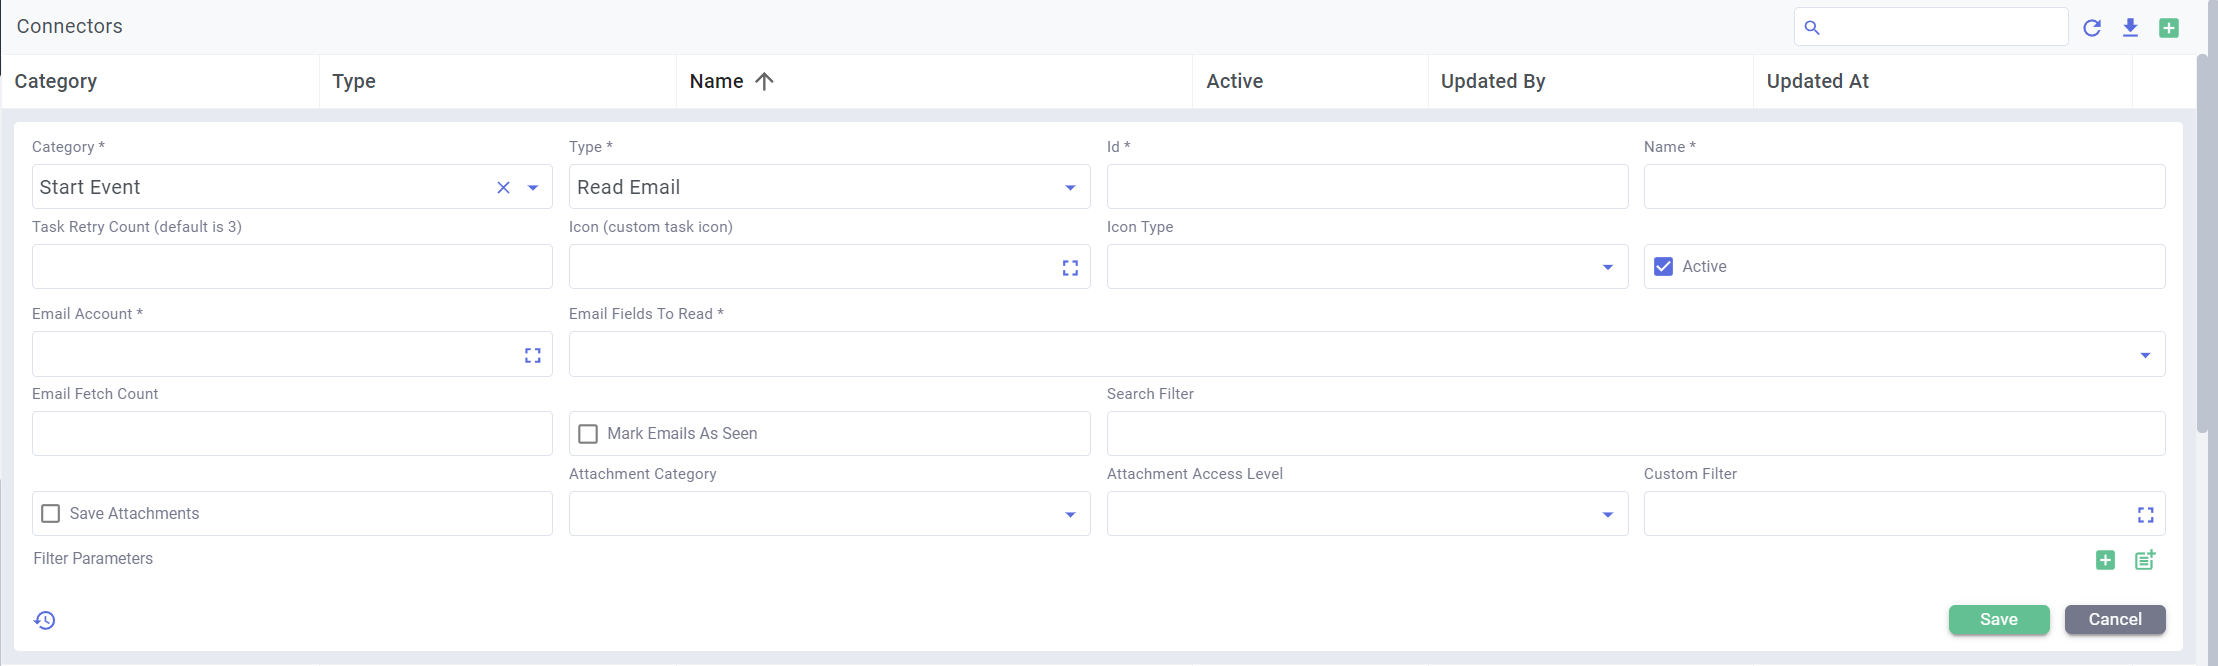 Connectors
Category Type Name Active Updated By Updated At
Category * Type * Id * Name *
Start Event Read Email
Task Retry Count (default is 3) Icon (custom task icon) Icon Type
Active
Email Account * Email Fields To Read *
Email Fetch Count Search Filter
Mark Emails As Seen
Attachment Category Attachment Access Level Custom Filter
Save Attachments
Filter Parameters
Save Cancel